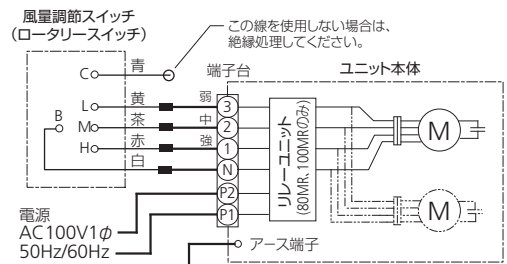 風量調節スイッチ
(ロータリースイッチ)
この線を使用しない場合は、
絶縁処理してください。
C 青
端子台
ユニット本体
L 黄 弱 3
B
M 茶 中 2
H 赤 強 1
白 N
P2
P1
リレーユニット
(80MR、100MRのみ)
M
M
電源
AC100V1φ
50Hz/60Hz
アース端子